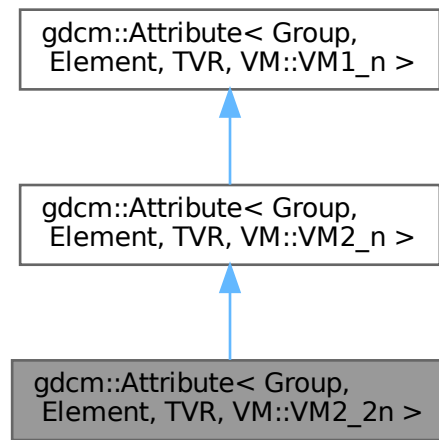 gdcm::Attribute< Group,
Element, TVR, VM::VM1_n >
gdcm::Attribute< Group,
Element, TVR, VM::VM2_n >
gdcm::Attribute< Group,
Element, TVR, VM::VM2_2n >